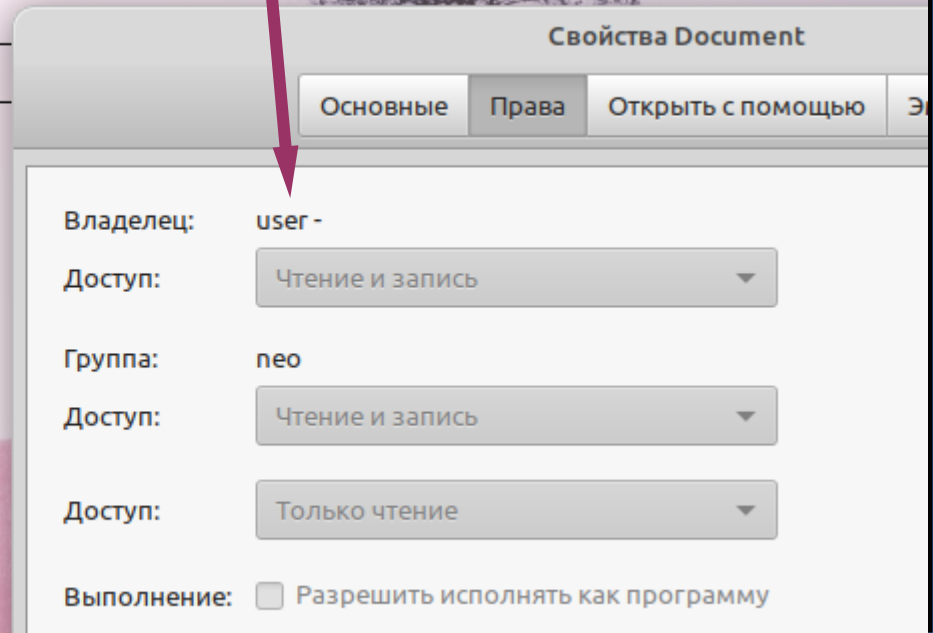 Свойства Document
Основные Права Открыть с помощью
Владелец: user -
Доступ: Чтение и запись
Группа: neo
Доступ: Чтение и запись
Доступ: Только чтение
Выполнение: Разрешить исполнять как программу